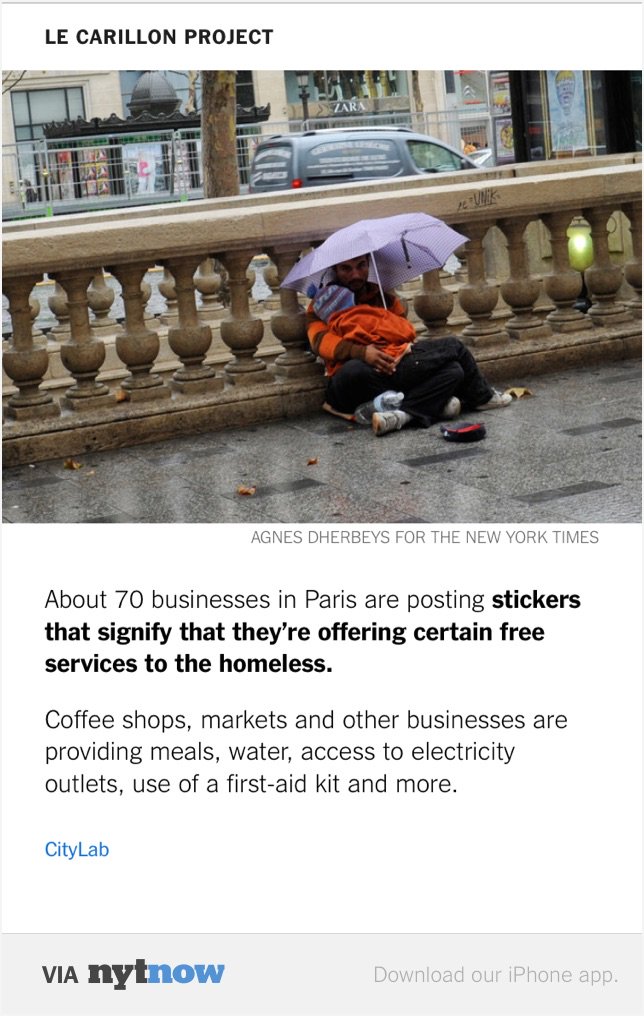 LE CARILLON PROJECT
ZARA
UNiK
AGNES DHERBEYS FOR THE NEW YORK TIMES
About 70 businesses in Paris are posting stickers
that signify that they’re offering certain free
services to the homeless.
Coffee shops, markets and other businesses are
providing meals, water, access to electricity
outlets, use of a first-aid kit and more.
CityLab
VIA nytnow
Download our iPhone app.